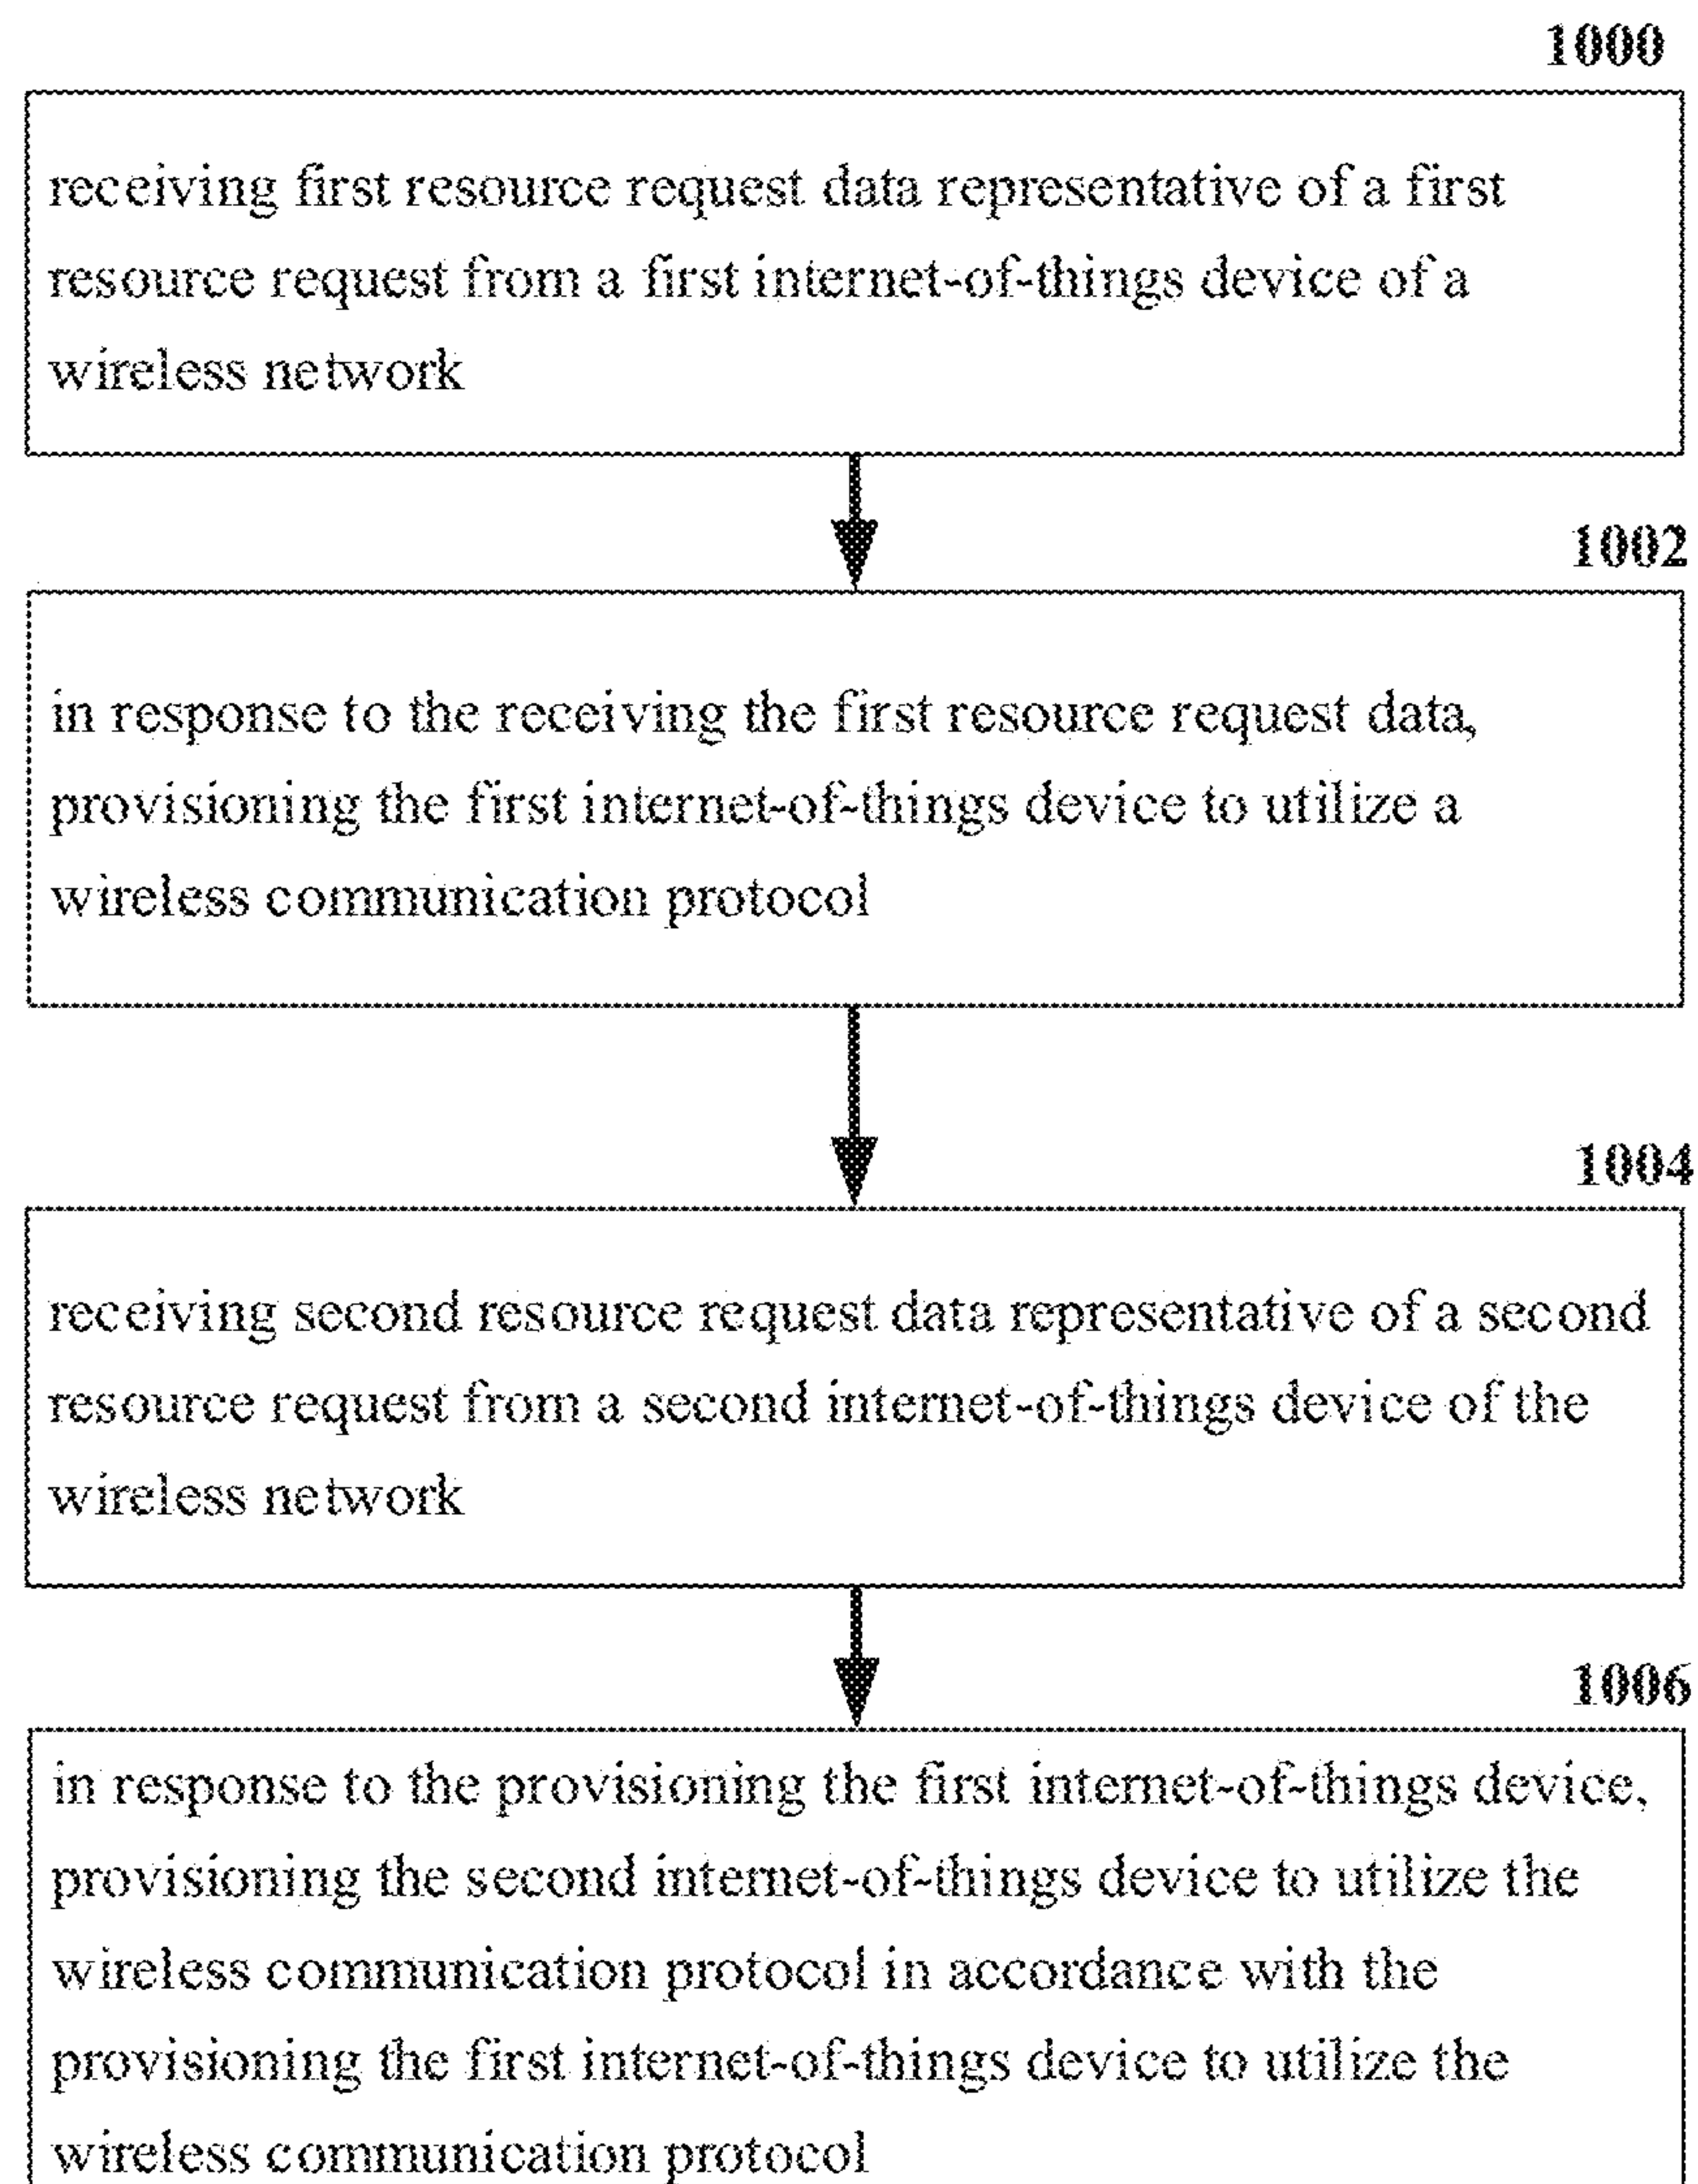 1000
receiving first resource request data representative of a first
resource request from a first internet-of-things device of a
wireless network
1002
in response to the receiving the first resource request data,
provisioning the first internet-of-things device to utilize a
wireless communication protocol
1004
receiving second resource request data representative of a second
resource request from a second internet-of-things device of the
wireless network
1006
in response to the provisioning the first internet-of-things device,
provisioning the second internet-of-things device to utilize the
wireless communication protocol in accordance with the
provisioning the first internet-of-things device to utilize the
wireless communication protocol